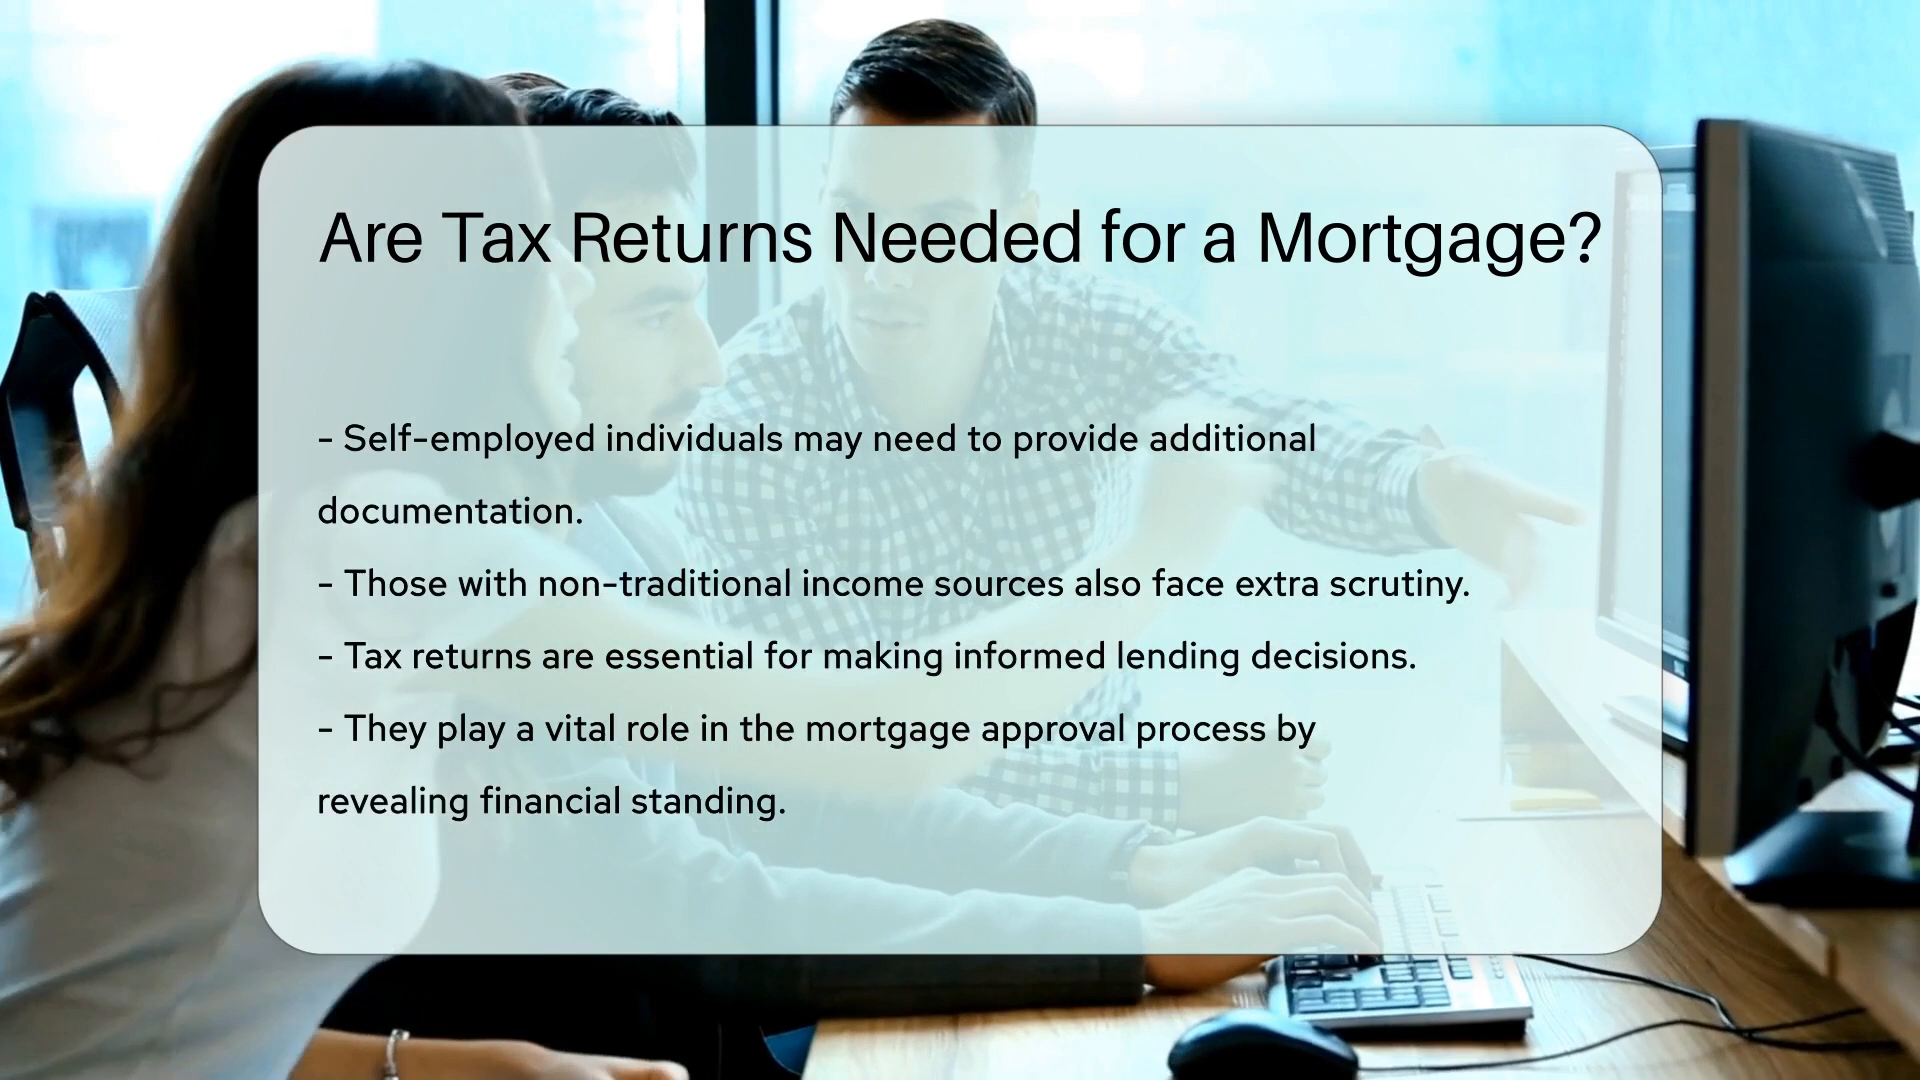 Are Tax Returns Needed for a Mortgage?
- Self-employed individuals may need to provide additional
documentation.
- Those with non-traditional income sources also face extra scrutiny.
- Tax returns are essential for making informed lending decisions.
- They play a vital role in the mortgage approval process by
revealing financial standing.